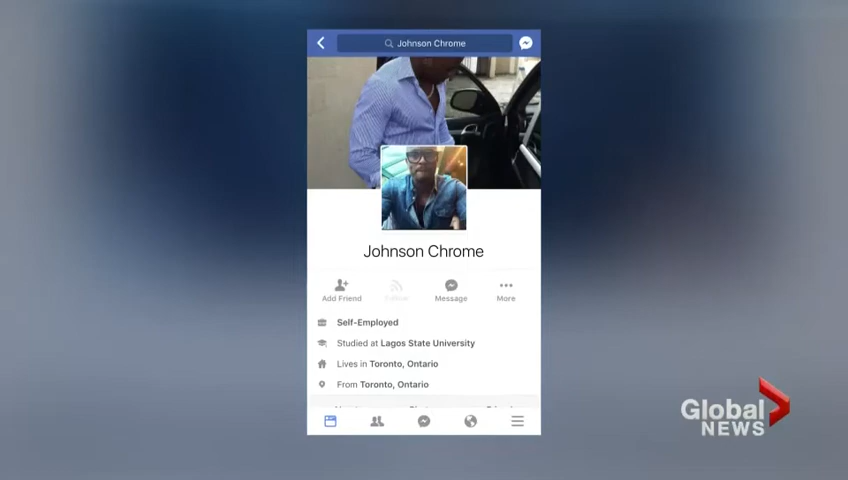 Johnson Chrome
Johnson Chrome
Add Friend
Message
More
Self-Employed
Studied at Lagos State University
Lives in Toronto, Ontario
From Toronto, Ontario
Global
NEWS